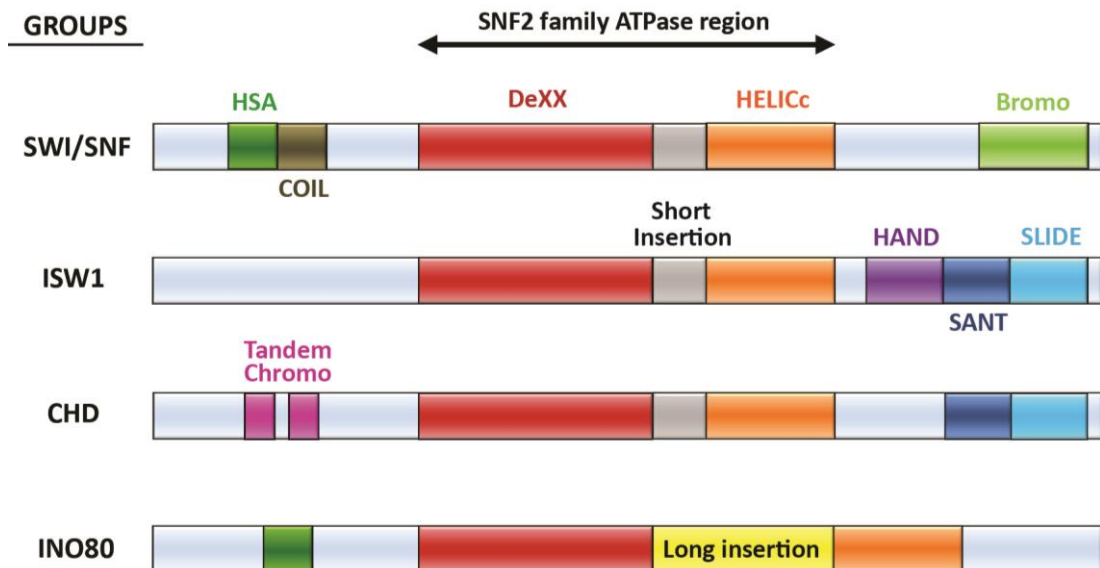 GROUPS
SNF2 family ATPase region
HSA
DeXX
HELICc
Bromo
SWI/SNF
COIL
Short
Insertion
HAND
SLIDE
ISW1
SANT
Tandem
Chromo
CHD
INO80
Long insertion